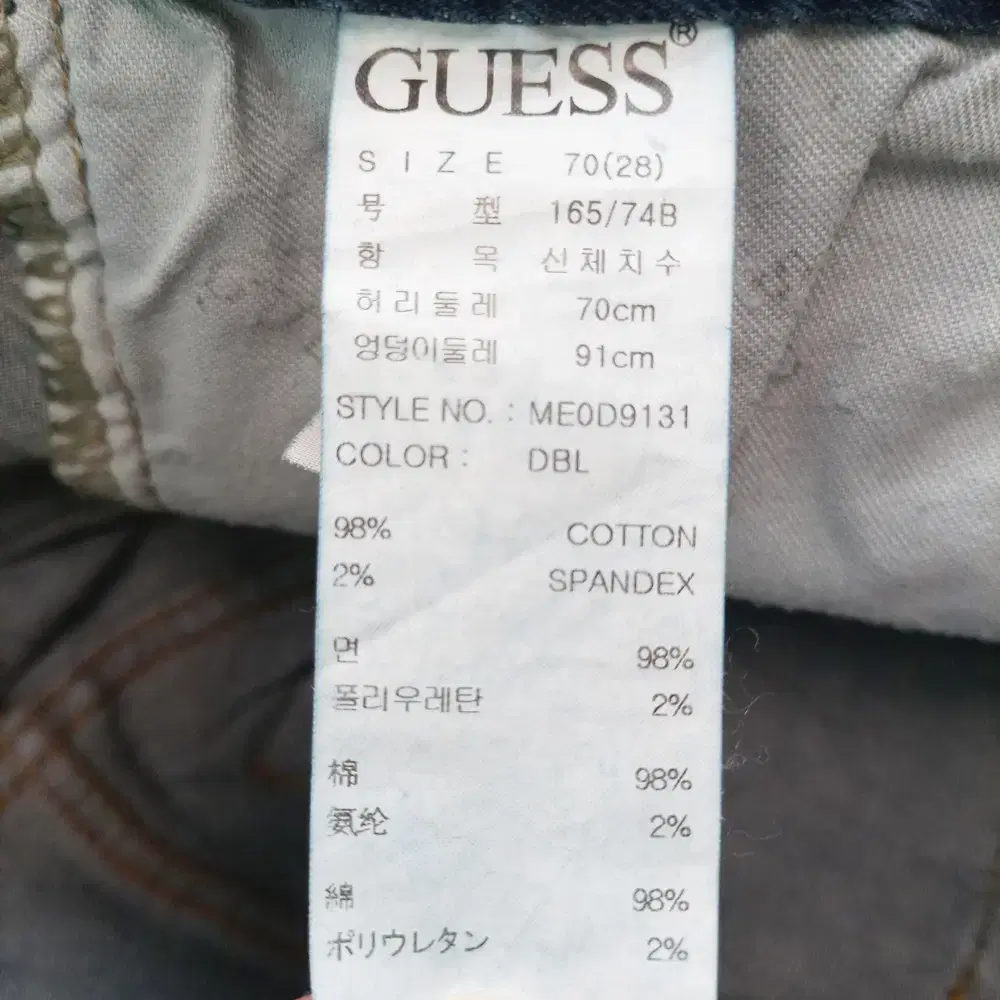 GUESS®
SIZE 70(28)
号型 165/74B
항목 신체치수
허리둘레 70cm
엉덩이둘레 91cm
STYLE NO. : ME0D9131
COLOR : DBL
98% COTTON
2% SPANDEX
면 98%
폴리우레탄 2%
棉 98%
氨纶 2%
綿 98%
ポリウレタン 2%